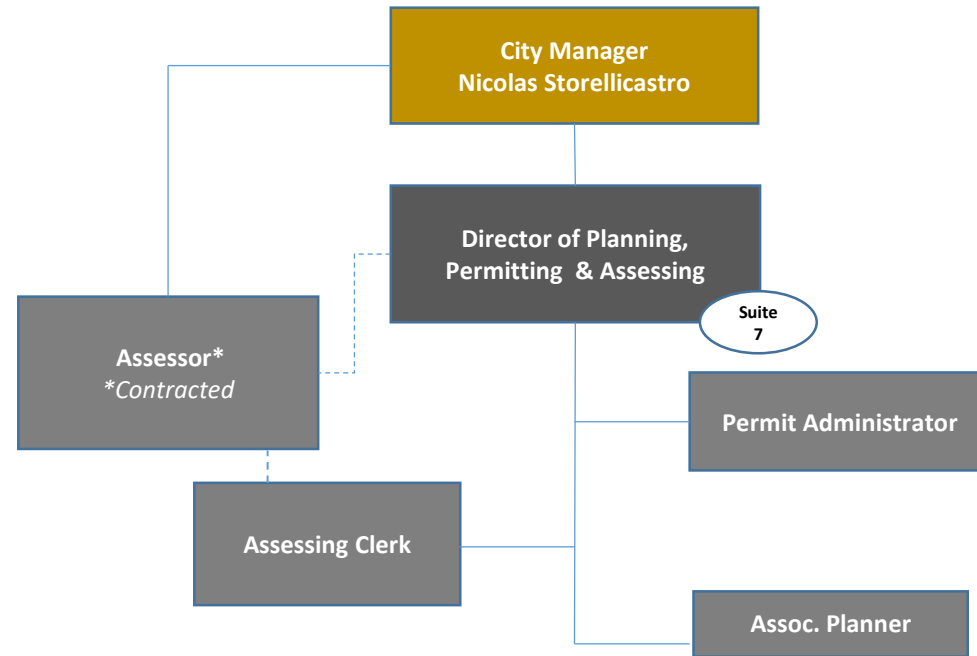 City Manager
Nicolas Storellicastro
Director of Planning,
Permitting & Assessing
Suite
7
Assessor*
*Contracted
Permit Administrator
Assessing Clerk
Assoc. Planner